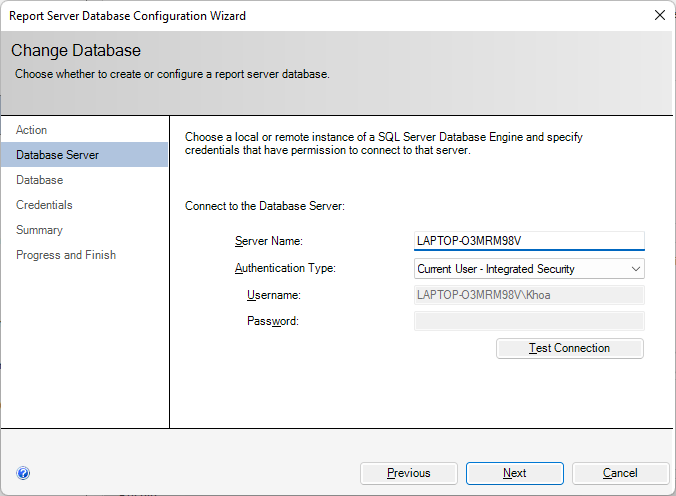 Report Server Database Configuration Wizard
Change Database
Choose whether to create or configure a report server database.
Action
Database Server
Database
Credentials
Summary
Progress and Finish
Choose a local or remote instance of a SQL Server Database Engine and specify
credentials that have permission to connect to that server.
Connect to the Database Server:
Server Name: LAPTOP-O3MRM98V
Authentication Type: Current User - Integrated Security
Username: LAPTOP-O3MRM98V\Khoa
Password:
Test Connection
Previous Next Cancel